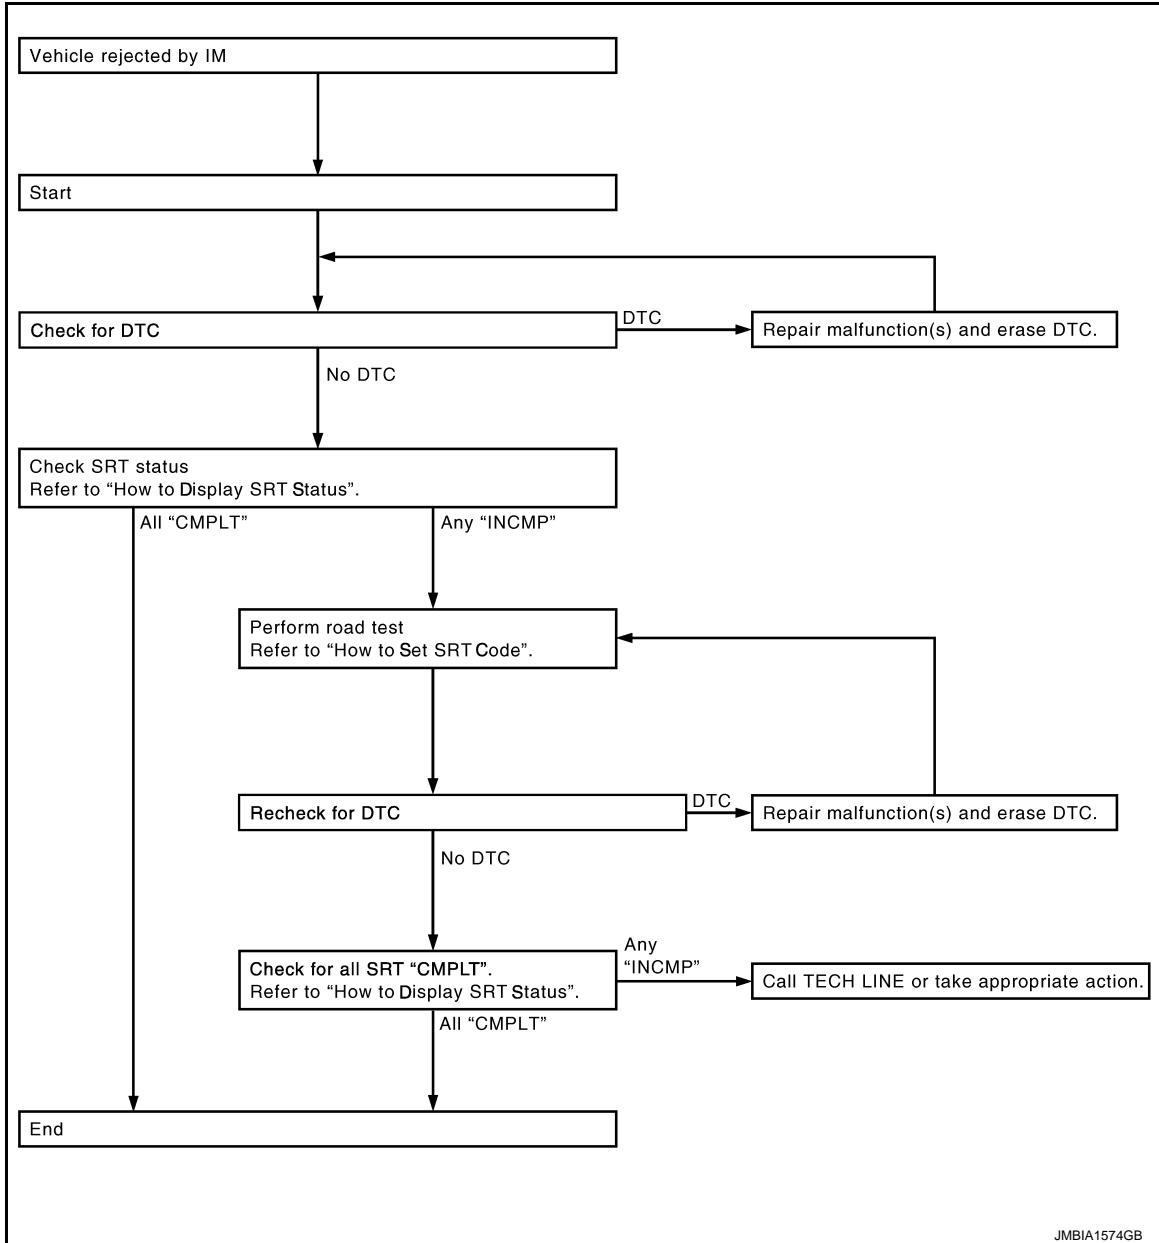 Vehicle rejected by IM
Start
Check for DTC
DTC
Repair malfunction(s) and erase DTC.
No DTC
Check SRT status
Refer to “How to Display SRT Status”.
All “CMPLT”
Any “INCMP”
Perform road test
Refer to “How to Set SRT Code”.
Recheck for DTC
DTC
Repair malfunction(s) and erase DTC.
No DTC
Check for all SRT “CMPLT”.
Refer to “How to Display SRT Status”.
Any
“INCMP”
Call TECH LINE or take appropriate action.
All “CMPLT”
End
JMBIA1574GB